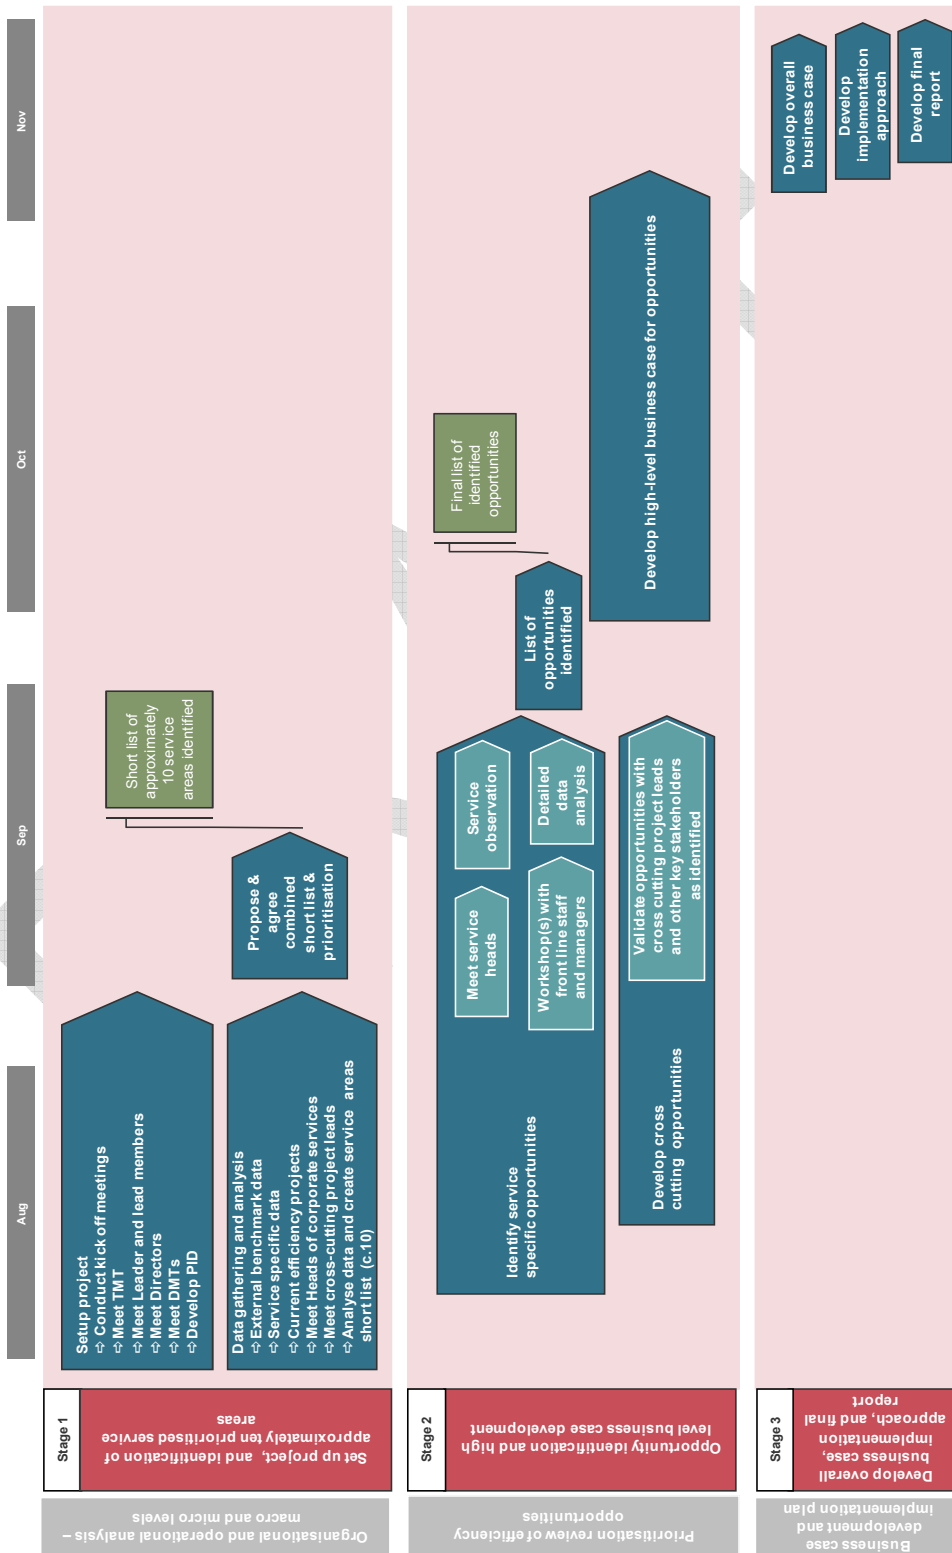 Aug
Sep
Oct
Nov
Organisational and operational analysis –
macro and micro levels
Stage 1
Set up project, and identification of
approximately ten prioritised service
areas
Setup project
⇨ Conduct kick off meetings
⇨ Meet TMT
⇨ Meet Leader and lead members
⇨ Meet Directors
⇨ Meet DMTs
⇨ Develop PID
Data gathering and analysis
⇨ External benchmark data
⇨ Service specific data
⇨ Current efficiency projects
⇨ Meet Heads of corporate services
⇨ Meet cross-cutting project leads
⇨ Analyse data and create service areas
short list (c.10)
Propose &
agree
combined
short list &
prioritisation
Short list of
approximately
10 service
areas identified
Prioritisation review of efficiency
opportunities
Stage 2
Opportunity identification and high
level business case development
Identify service
specific opportunities
Meet service
heads
Service
observation
Workshop(s) with
front line staff
and managers
Detailed
data
analysis
Develop cross
cutting opportunities
Validate opportunities with
cross cutting project leads
and other key stakeholders
as identified
List of
opportunities
identified
Final list of
identified
opportunities
Develop high-level business case for opportunities
Business case
development and
implementation plan
Stage 3
Develop overall
business case,
implementation
approach, and final
report
Develop overall
business case
Develop
implementation
approach
Develop final
report